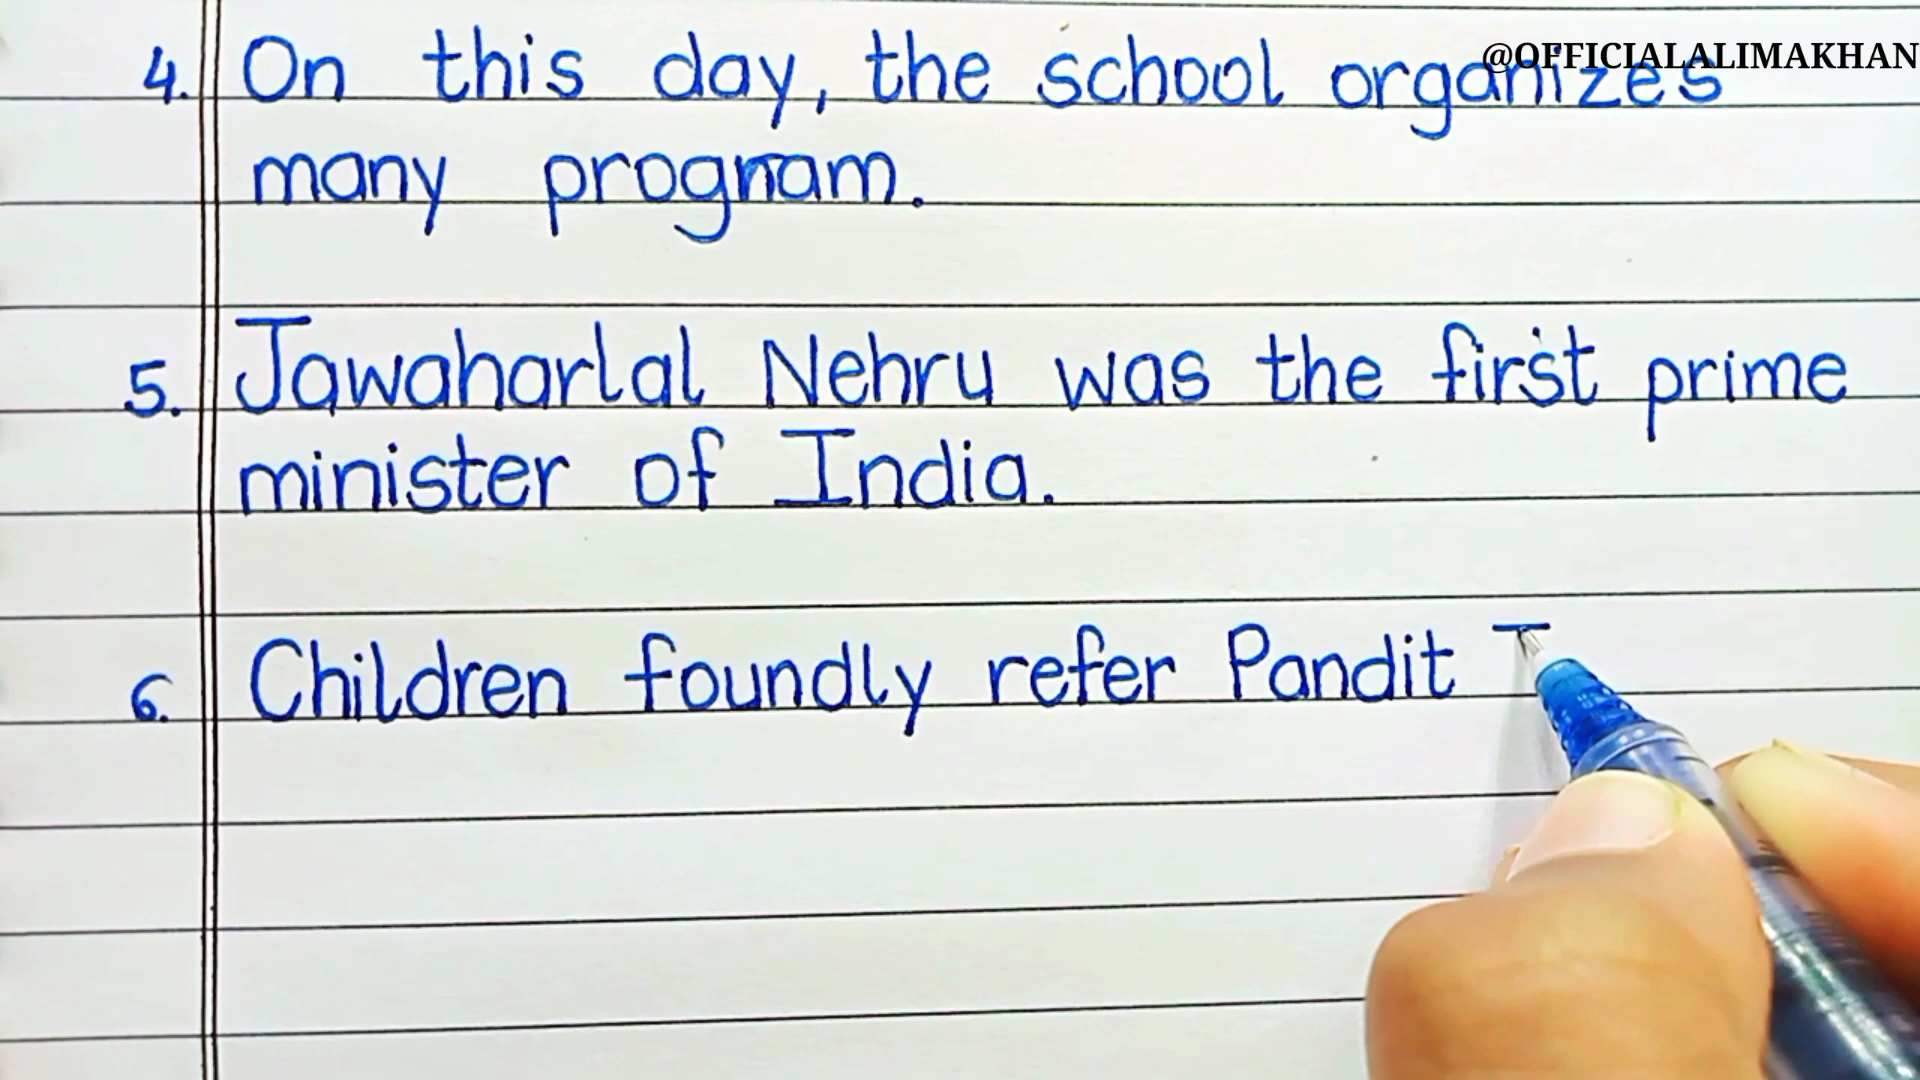 @OFFICIALALIMAKHAN
4. On this day, the school organizes
many program.
5. Jawaharlal Nehru was the first prime
minister of India.
6. Children foundly refer Pandit